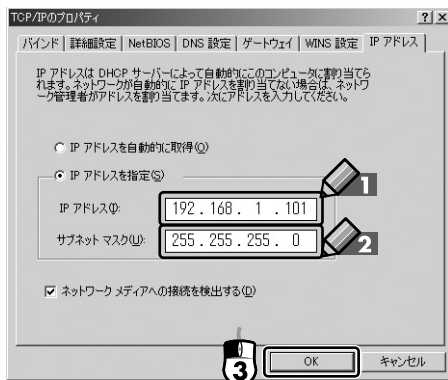 TCP/IPのプロパティ
? ×
バインド 詳細設定 NetBIOS DNS 設定 ゲートウェイ WINS 設定 IP アドレス
IP アドレスは DHCP サーバーによって自動的にこのコンピュータに割り当てら
れます。ネットワークが自動的に IP アドレスを割り当てない場合は、ネットワ
ーク管理者がアドレスを割り当てます。次にアドレスを入力してください。
IP アドレスを自動的に取得(O)
IP アドレスを指定(S)
1
IP アドレス(I): 192.168. 1 .101
サブネット マスク(U): 255.255.255. 0
2
ネットワーク メディアへの接続を検出する(D)
3
OK キャンセル